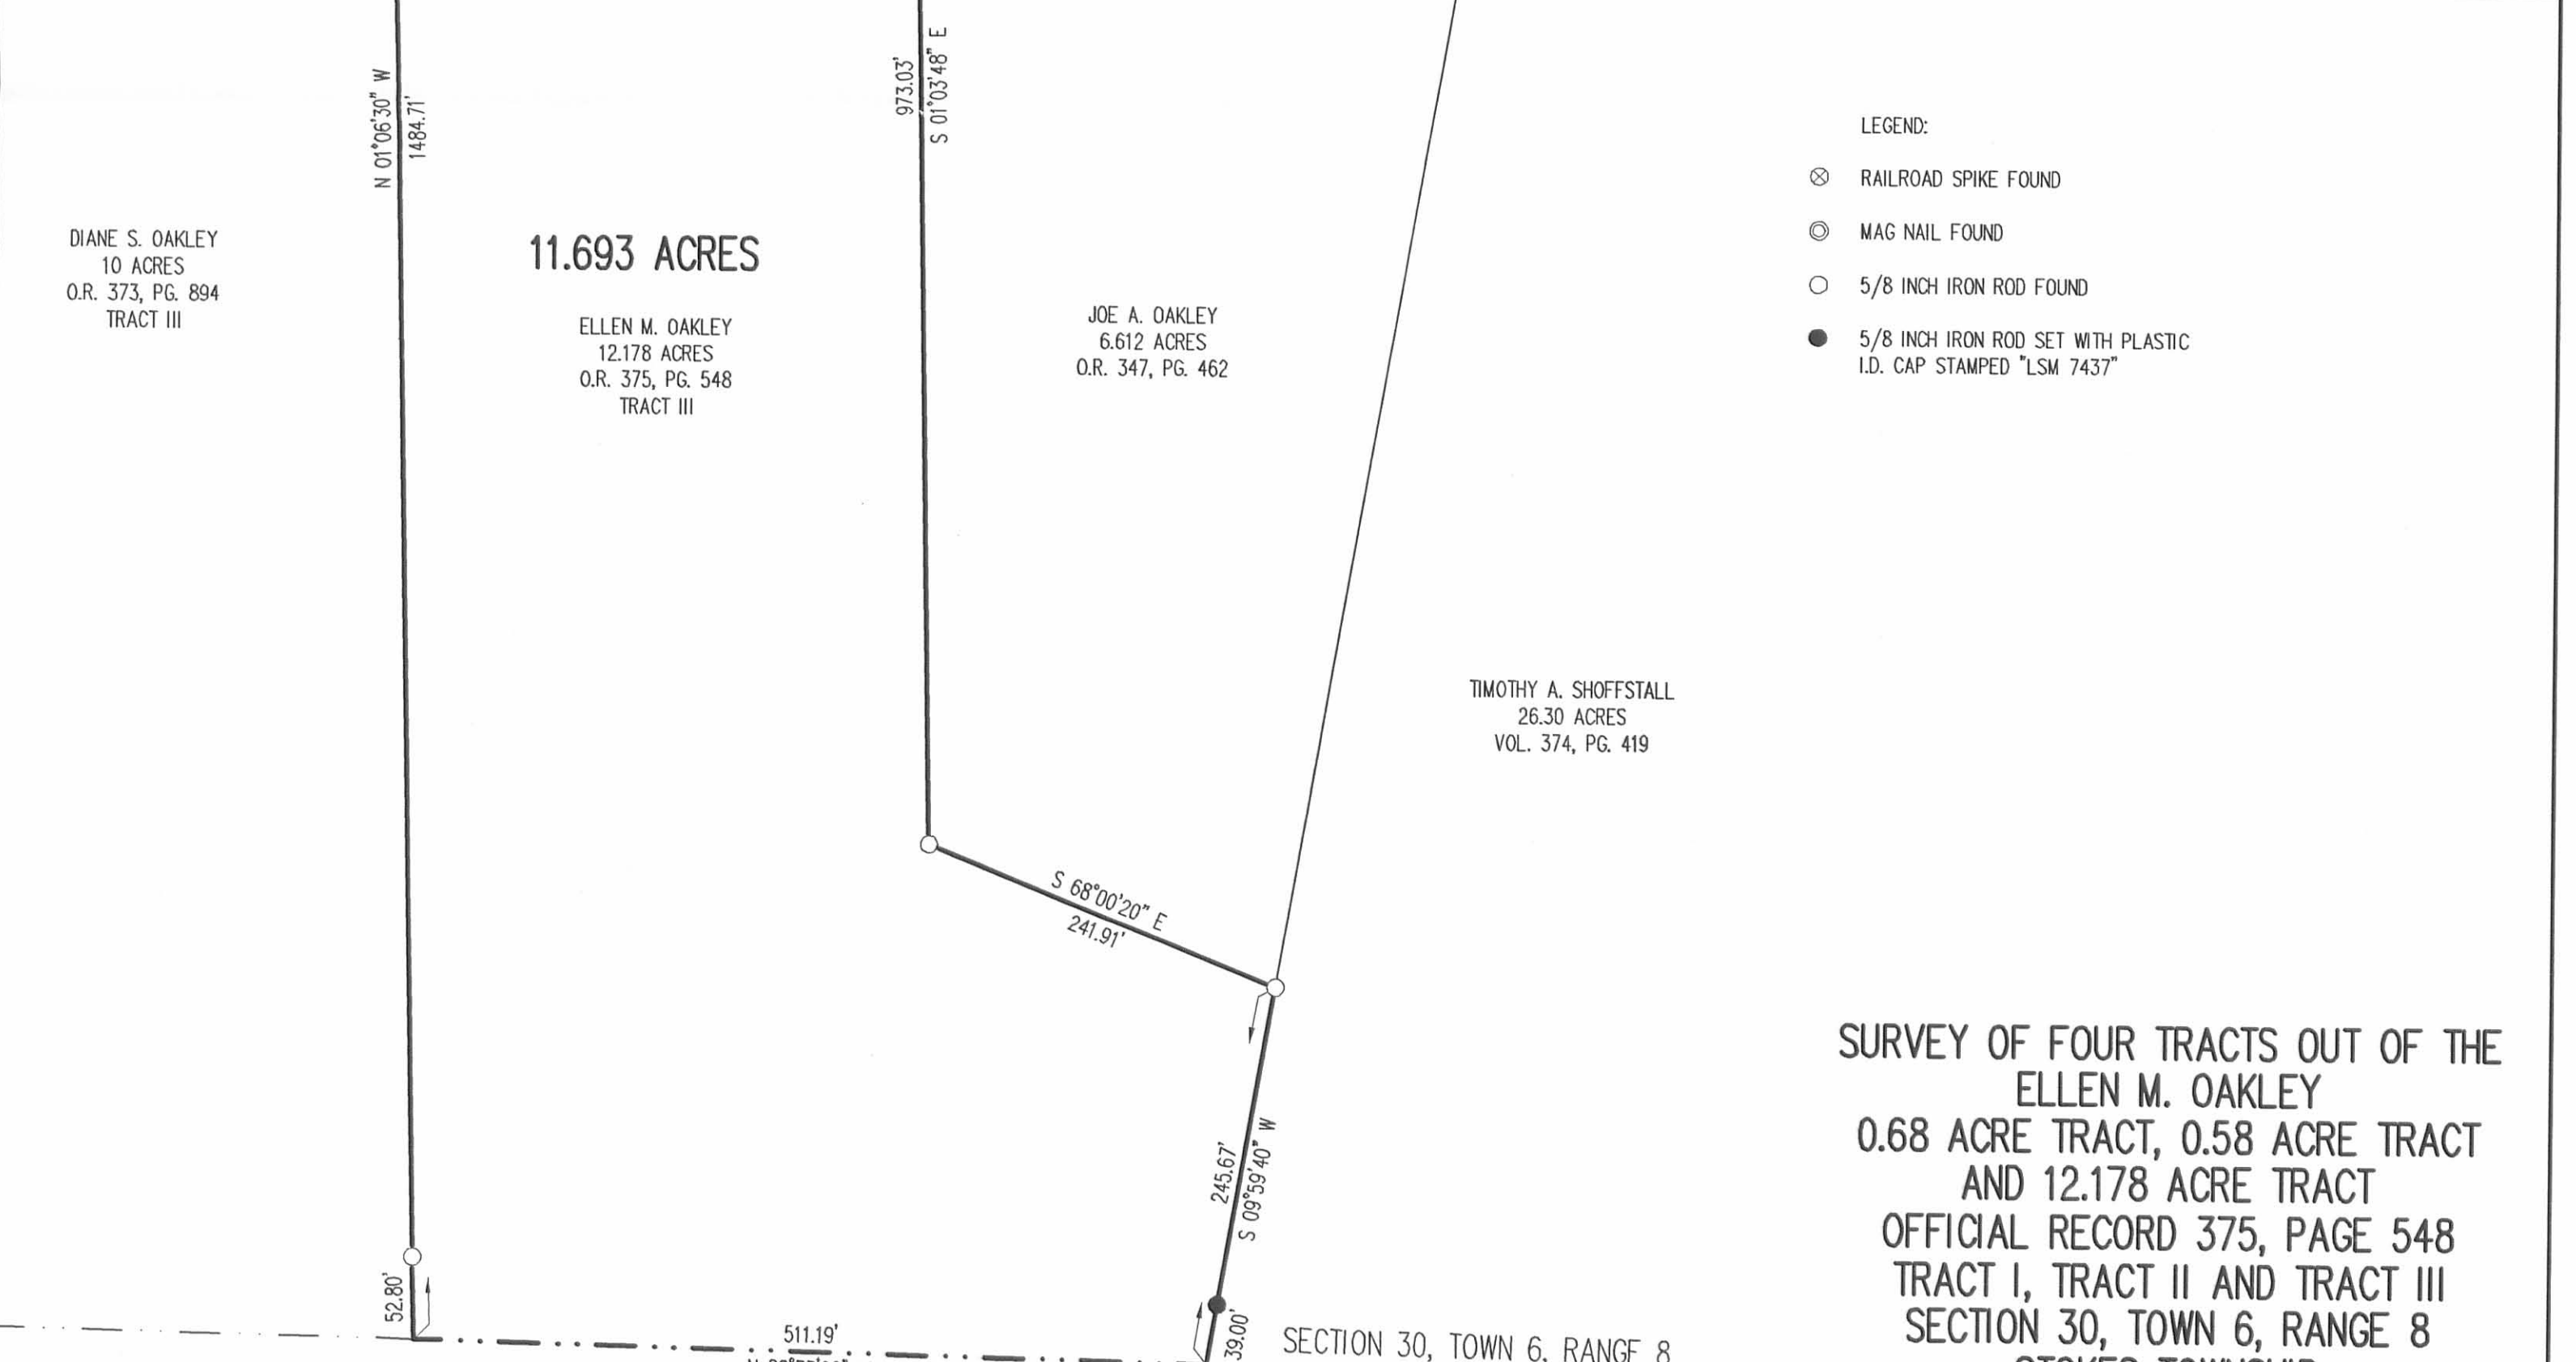 N 01°06'30" W
1484.71'
973.03'
S 01°03'48" E
DIANE S. OAKLEY
10 ACRES
O.R. 373, PG. 894
TRACT III
11.693 ACRES
ELLEN M. OAKLEY
12.178 ACRES
O.R. 375, PG. 548
TRACT III
JOE A. OAKLEY
6.612 ACRES
O.R. 347, PG. 462
LEGEND:
RAILROAD SPIKE FOUND
MAG NAIL FOUND
5/8 INCH IRON ROD FOUND
5/8 INCH IRON ROD SET WITH PLASTIC
I.D. CAP STAMPED "LSM 7437"
TIMOTHY A. SHOFFSTALL
26.30 ACRES
VOL. 374, PG. 419
S 68°00'20" E
241.91'
245.67'
S 09°59'40" W
52.80'
511.19'
39.00'
SECTION 30, TOWN 6, RANGE 8
SURVEY OF FOUR TRACTS OUT OF THE
ELLEN M. OAKLEY
0.68 ACRE TRACT, 0.58 ACRE TRACT
AND 12.178 ACRE TRACT
OFFICIAL RECORD 375, PAGE 548
TRACT I, TRACT II AND TRACT III
SECTION 30, TOWN 6, RANGE 8